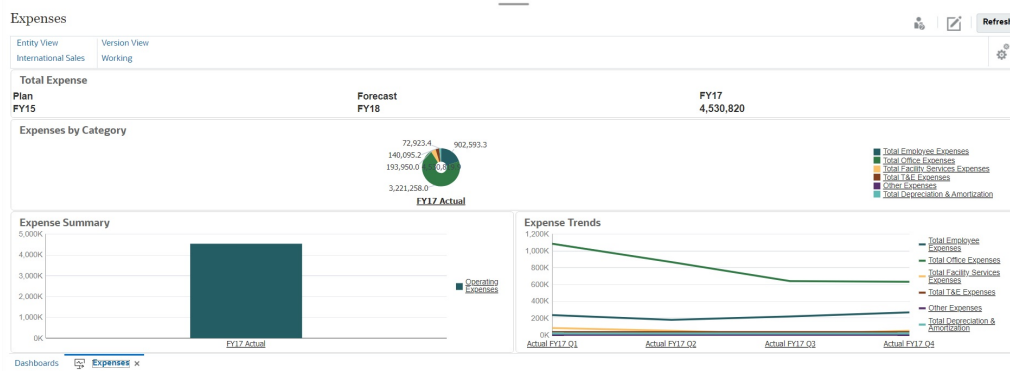 Expenses
Refresh
Entity View Version View
International Sales Working
Total Expense
Plan Forecast FY17
FY15 FY18 4,530,820
Expenses by Category
72,923.4 902,593.3
140,095.2
193,950.0
3,221,258.0
FY17 Actual
Total Employee Expenses
Total Office Expenses
Total Facility Services Expenses
Total T&E Expenses
Other Expenses
Total Depreciation & Amortization
Expense Summary
5,000K
4,000K
3,000K
2,000K
1,000K
0K
FY17 Actual
Operating
Expenses
Expense Trends
1,200K
1,000K
800K
600K
400K
200K
0K
Actual FY17 Q1 Actual FY17 Q2 Actual FY17 Q3 Actual FY17 Q4
Total Employee
Expenses
Total Office Expenses
Total Facility Services
Expenses
Total T&E Expenses
Other Expenses
Total Depreciation &
Amortization
Dashboards Expenses ×